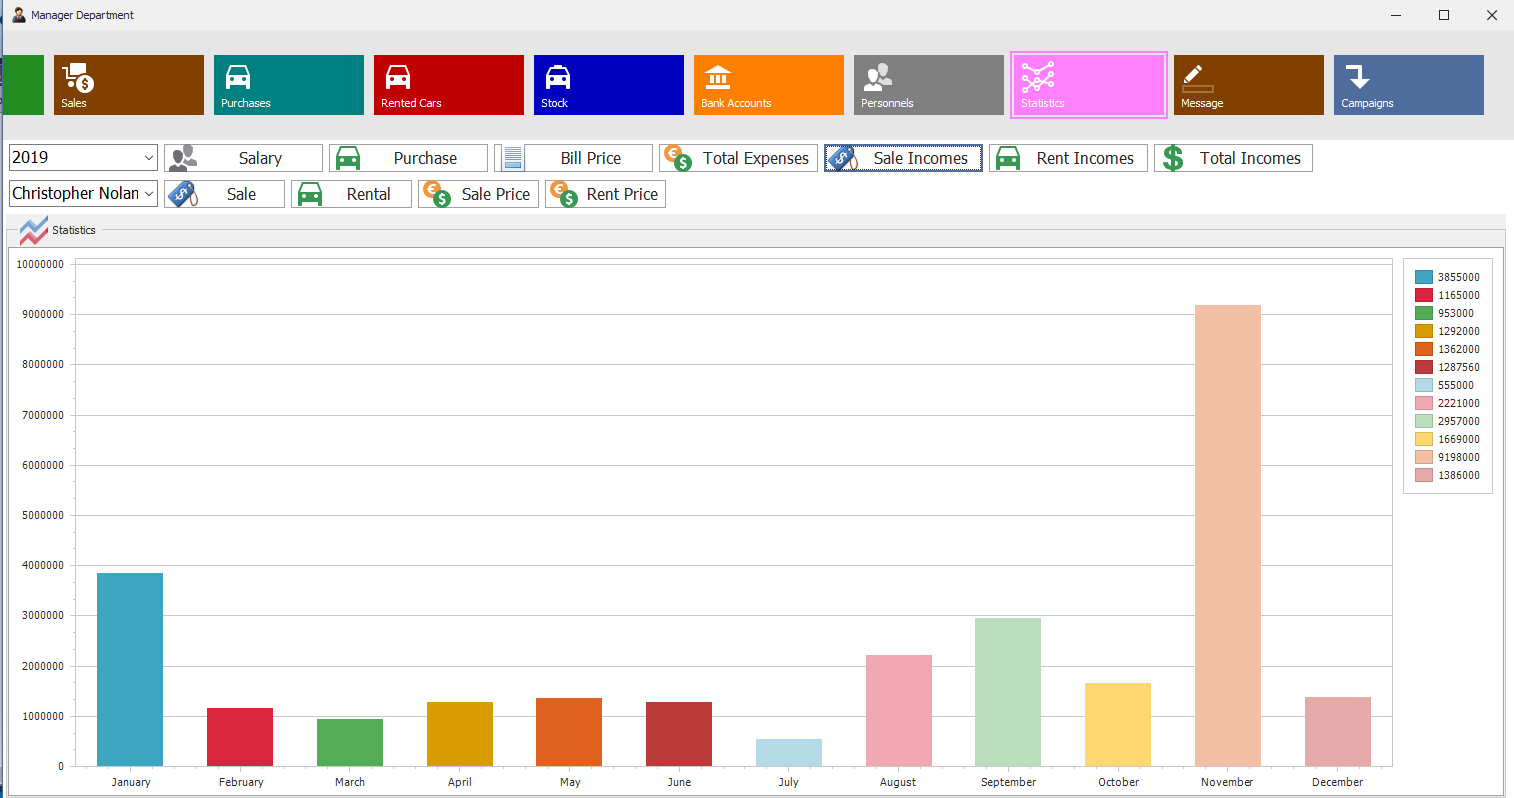 Manager Department
Sales
Purchases
Rented Cars
Stock
Bank Accounts
Personnels
Statistics
Message
Campaigns
2019
Salary
Purchase
Bill Price
Total Expenses
Sale Incomes
Rent Incomes
Total Incomes
Christopher Nolan
Sale
Rental
Sale Price
Rent Price
Statistics
10000000
9000000
8000000
7000000
6000000
5000000
4000000
3000000
2000000
1000000
0
January
February
March
April
May
June
July
August
September
October
November
December
3855000
1165000
953000
1292000
1362000
1287560
555000
2221000
2957000
1669000
9198000
1386000